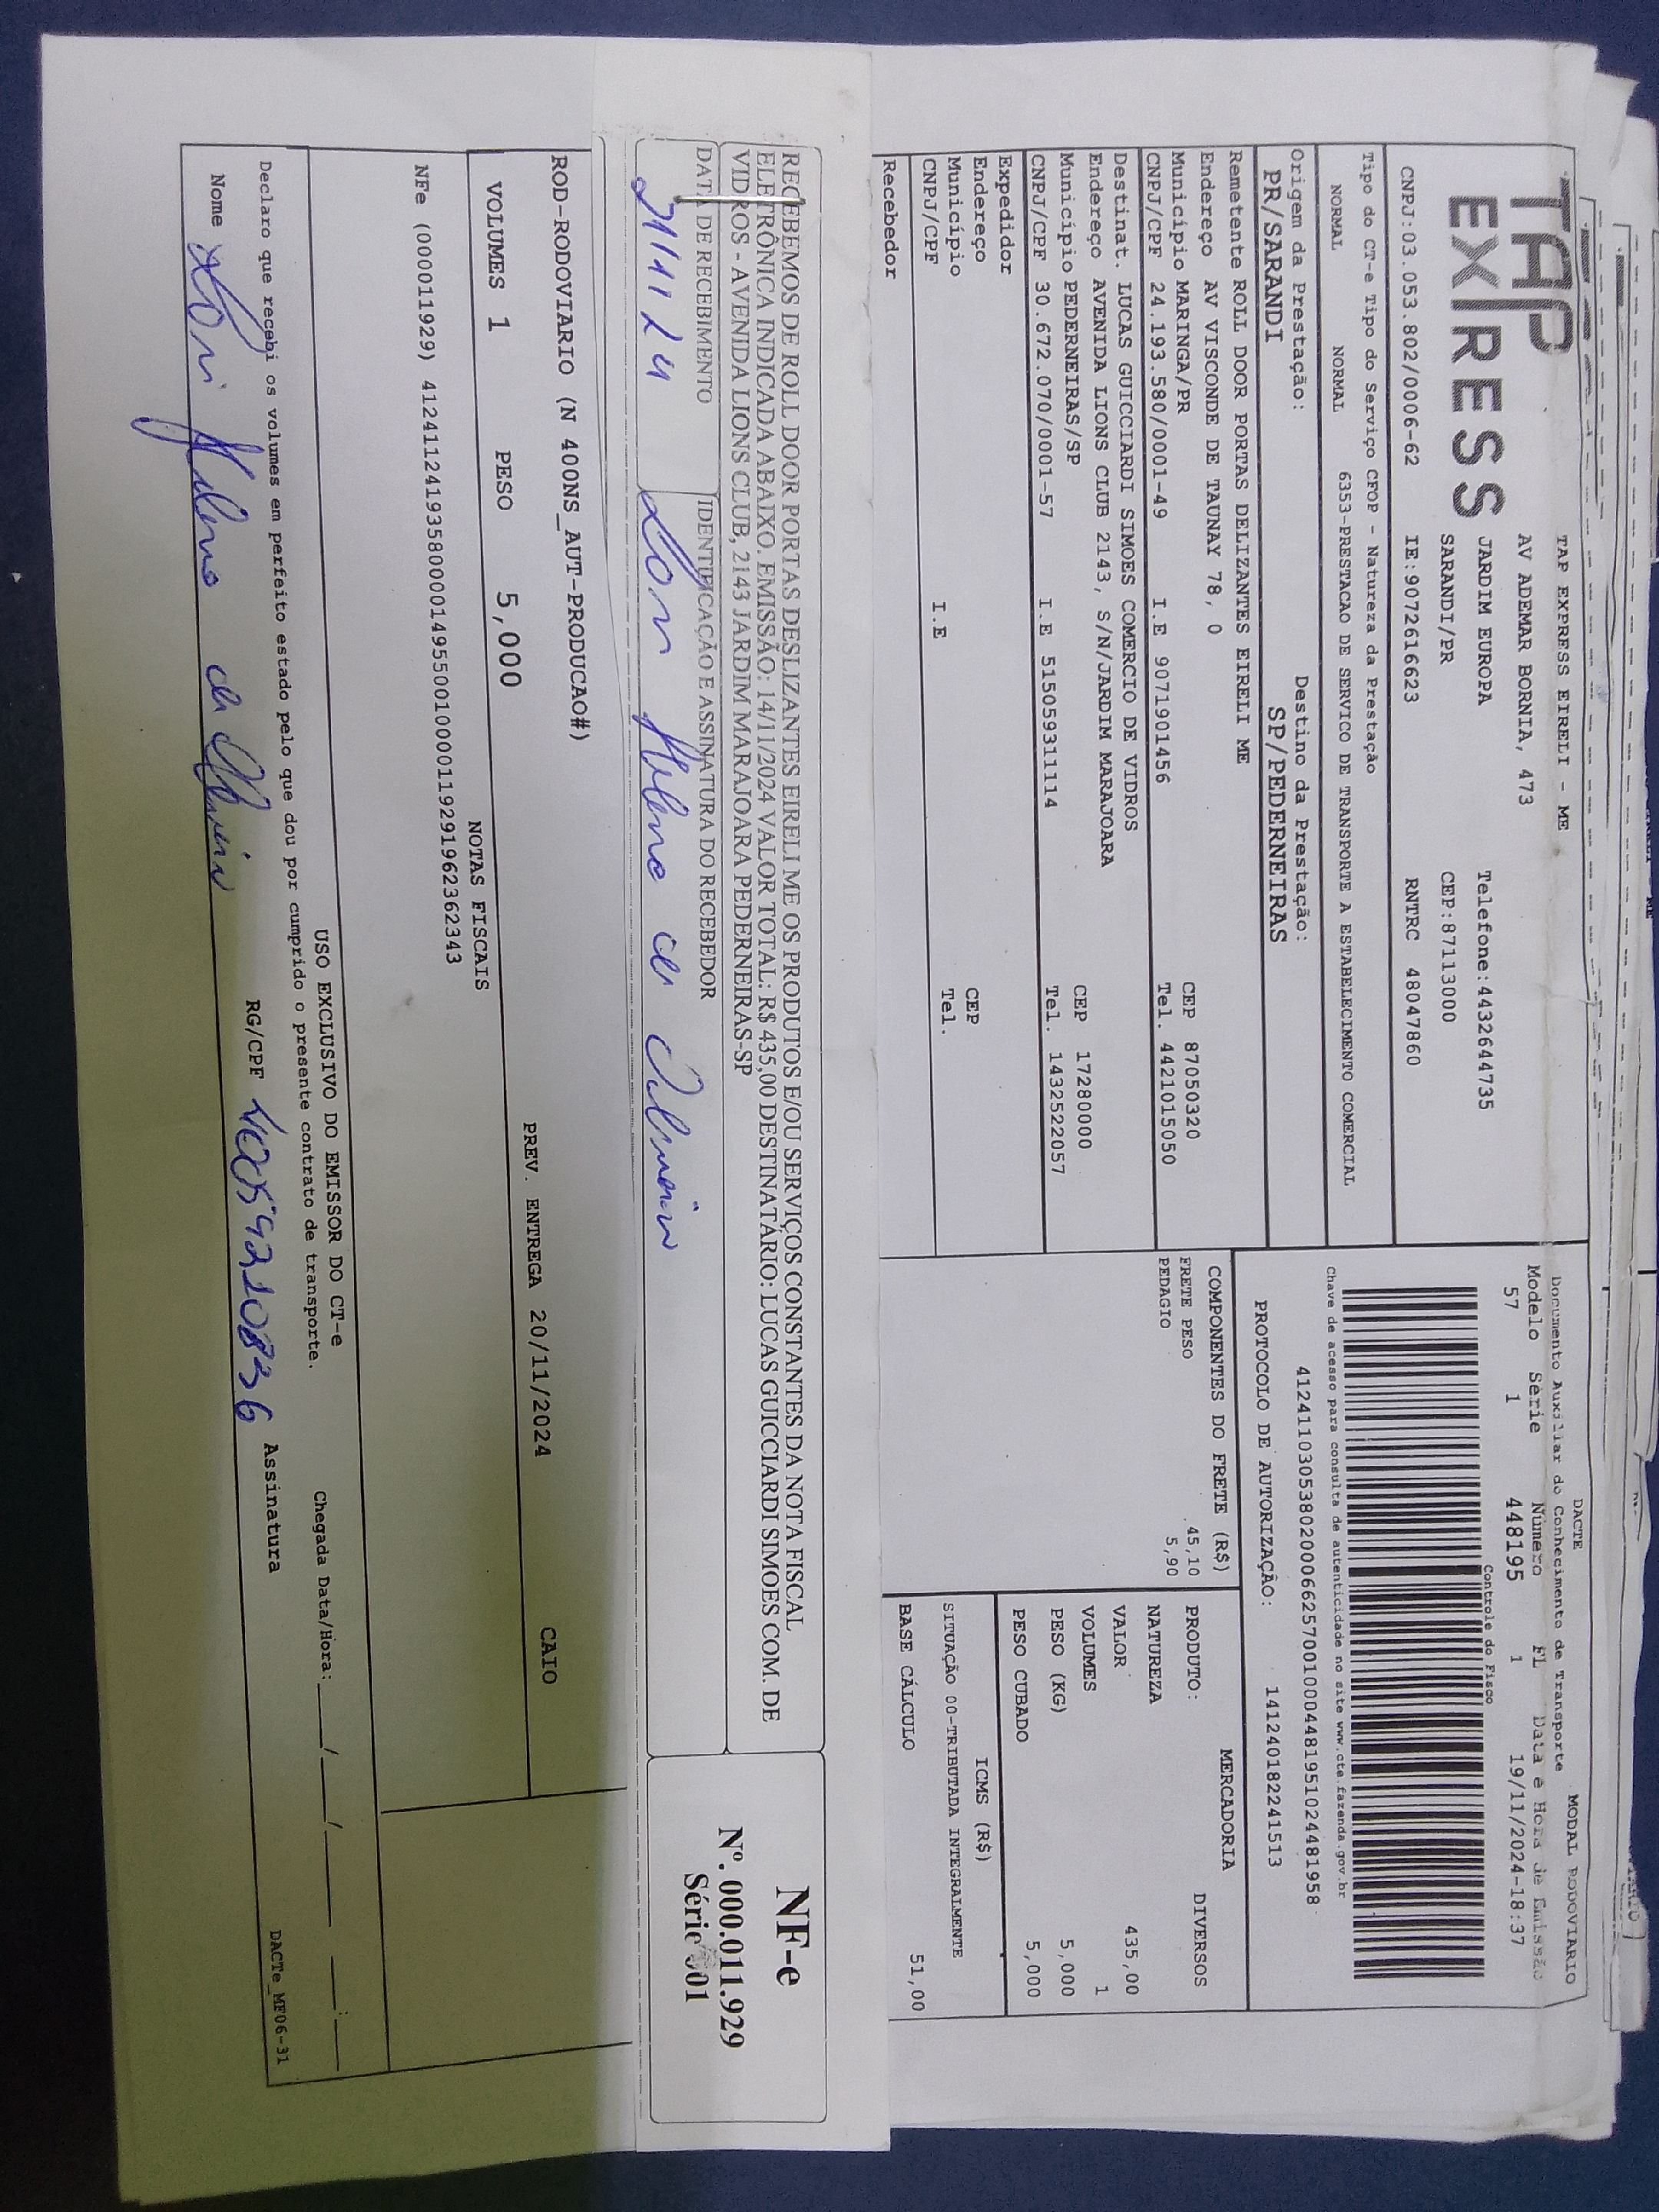 TAP
EXPRESS
TAP EXPRESS EIRELI - ME
AV ADEMAR BORNIA, 473
JARDIM EUROPA Telefone:4432644735
SARANDI/PR CEP:87113000
CNPJ:03.053.802/0006-62 IE:9072616623 RNTRC 48047860
Tipo do CT-e Tipo do Serviço CFOP - Natureza da Prestação
NORMAL NORMAL 6353-PRESTACAO DE SERVICO DE TRANSPORTE A ESTABELECIMENTO COMERCIAL
Origem da Prestação: Destino da Prestação:
PR/SARANDI SP/PEDERNEIRAS
DACTE MODAL RODOVIARIO
Documento Auxiliar do Conhecimento de Transporte
Modelo Série Número FL Data e Hora de Emissão
57 1 448195 1 19/11/2024-18:37
Controle do Fisco
Chave de acesso para consulta de autenticidade no site www.cte.fazenda.gov.br
41241103053802000662570010004481951024481958
PROTOCOLO DE AUTORIZAÇÃO: 141240182241513
Remetente ROLL DOOR PORTAS DELIZANTES EIRELI ME
Endereço AV VISCONDE DE TAUNAY 78, 0 CEP 87050320
Município MARINGA/PR Tel. 4421015050
CNPJ/CPF 24.193.580/0001-49 I.E 9071901456
Destinat. LUCAS GUICCIARDI SIMOES COMERCIO DE VIDROS
Endereço AVENIDA LIONS CLUB 2143, S/N/JARDIM MARAJOARA
Município PEDERNEIRAS/SP CEP 17280000
CNPJ/CPF 30.672.070/0001-57 I.E 515059311114 Tel. 1432522057
Expedidor
Endereço CEP
Município Tel.
CNPJ/CPF I.E
Recebedor
COMPONENTES DO FRETE (R$)
FRETE PESO 45,10
PEDAGIO 5,90
MERCADORIA
PRODUTO: DIVERSOS
NATUREZA
VALOR 435,00
VOLUMES 1
PESO (KG) 5,000
PESO CUBADO 5,000
ICMS (R$)
SITUAÇÃO 00-TRIBUTADA INTEGRALMENTE
BASE CÁLCULO 51,00
RECEBEMOS DE ROLL DOOR PORTAS DESLIZANTES EIRELI ME OS PRODUTOS E/OU SERVIÇOS CONSTANTES DA NOTA FISCAL
ELETRÔNICA INDICADA ABAIXO. EMISSÃO: 14/11/2024 VALOR TOTAL: R$ 435,00 DESTINATÁRIO: LUCAS GUICCIARDI SIMOES COM. DE
VIDROS - AVENIDA LIONS CLUB, 2143 JARDIM MARAJOARA PEDERNEIRAS-SP
DATA DE RECEBIMENTO IDENTIFICAÇÃO E ASSINATURA DO RECEBEDOR
21/11/24
NF-e
Nº. 000.011.929
Série 001
ROD-RODOVIARIO (N 400NS_AUT-PRODUCAO#)
VOLUMES 1 PESO 5,000 PREV. ENTREGA 20/11/2024 CAIO
NOTAS FISCAIS
NFe (000011929) 41241124193580000149550010000119291962362343
USO EXCLUSIVO DO EMISSOR DO CT-e
Declaro que recebi os volumes em perfeito estado pelo que dou por cumprido o presente contrato de transporte. Chegada Data/Hora: ___/___/___ __:__
Nome RG/CPF Assinatura
DACTe_MF06-31